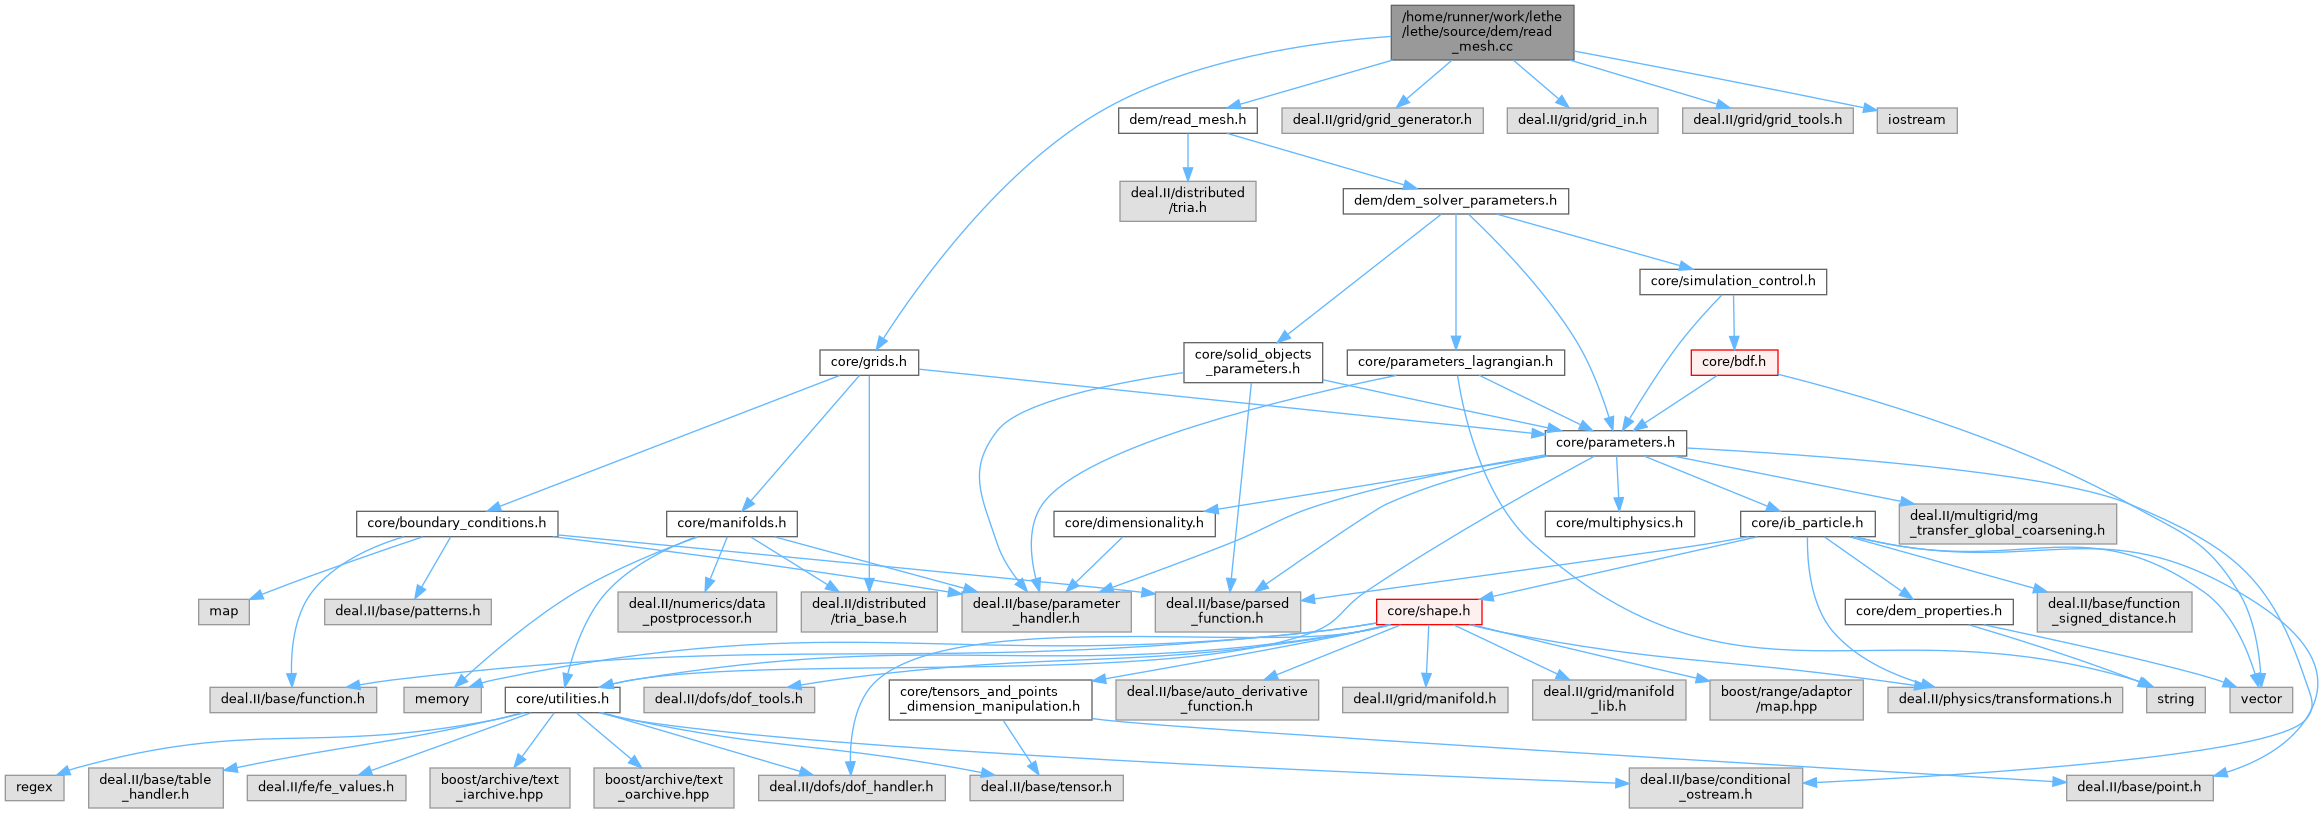 /home/runner/work/lethe
/lethe/source/dem/read
_mesh.cc
dem/read_mesh.h
deal.II/grid/grid_generator.h
deal.II/grid/grid_in.h
deal.II/grid/grid_tools.h
iostream
deal.II/distributed
/tria.h
dem/dem_solver_parameters.h
core/simulation_control.h
core/grids.h
core/solid_objects
_parameters.h
core/parameters_lagrangian.h
core/bdf.h
core/parameters.h
core/boundary_conditions.h
core/manifolds.h
core/dimensionality.h
core/multiphysics.h
core/ib_particle.h
deal.II/multigrid/mg
_transfer_global_coarsening.h
map
deal.II/base/patterns.h
deal.II/numerics/data
_postprocessor.h
deal.II/distributed
/tria_base.h
deal.II/base/parameter
_handler.h
deal.II/base/parsed
_function.h
core/shape.h
core/dem_properties.h
deal.II/base/function
_signed_distance.h
deal.II/base/function.h
memory
core/utilities.h
deal.II/dofs/dof_tools.h
core/tensors_and_points
_dimension_manipulation.h
deal.II/base/auto_derivative
_function.h
deal.II/grid/manifold.h
deal.II/grid/manifold
_lib.h
boost/range/adaptor
/map.hpp
deal.II/physics/transformations.h
string
vector
regex
deal.II/base/table
_handler.h
deal.II/fe/fe_values.h
boost/archive/text
_iarchive.hpp
boost/archive/text
_oarchive.hpp
deal.II/dofs/dof_handler.h
deal.II/base/tensor.h
deal.II/base/conditional
_ostream.h
deal.II/base/point.h